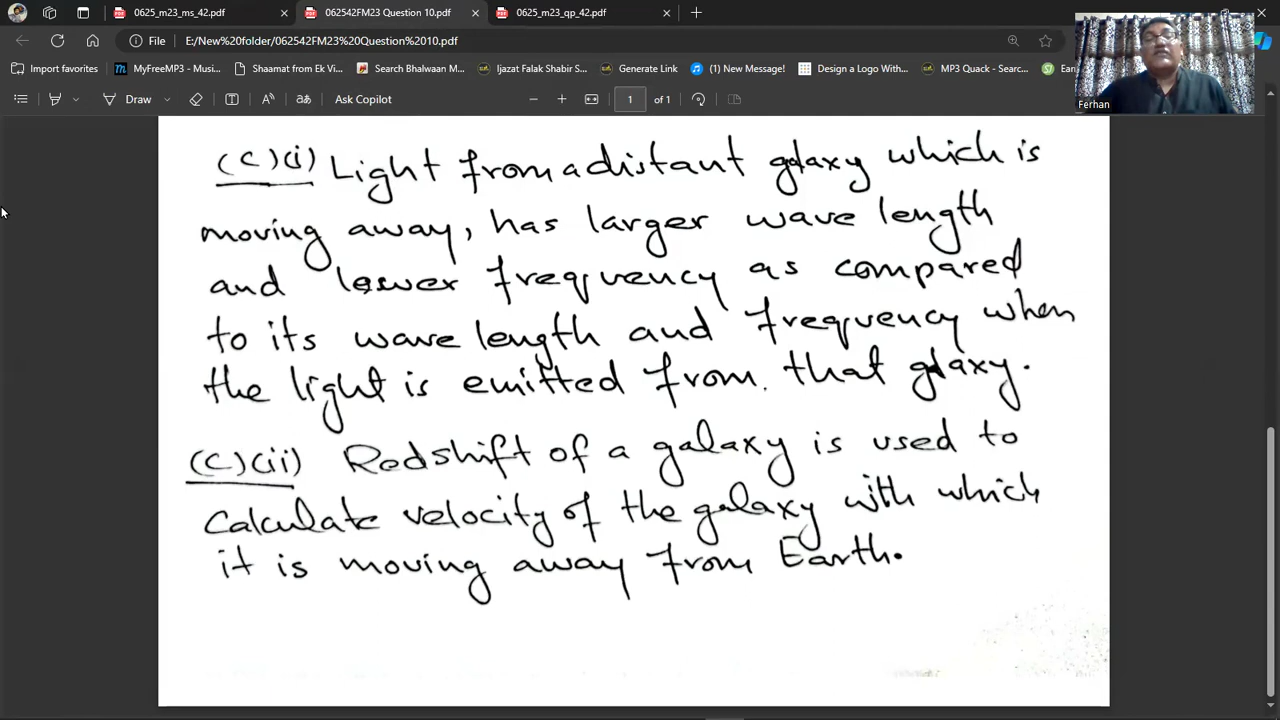 0625_m23_ms_42.pdf
062542FM23 Question 10.pdf
0625_m23_qp_42.pdf
File
E:/New%20folder/062542FM23%20Question%2010.pdf
Import favorites
MyFreeMP3 - Musi...
Shaamat from Ek Vi...
Search Bhalwaan M...
Ijazat Falak Shabir S...
Generate Link
(1) New Message!
Design a Logo With...
MP3 Quack - Searc...
Ear
Draw
Ask Copilot
1 of 1
Ferhan
(C)(i) Light from a distant galaxy which is
moving away, has larger wave length
and lower frequency as compared
to its wave length and frequency when
the light is emitted from that galaxy.
(C)(ii) Redshift of a galaxy is used to
Calculate velocity of the galaxy with which
it is moving away from Earth.